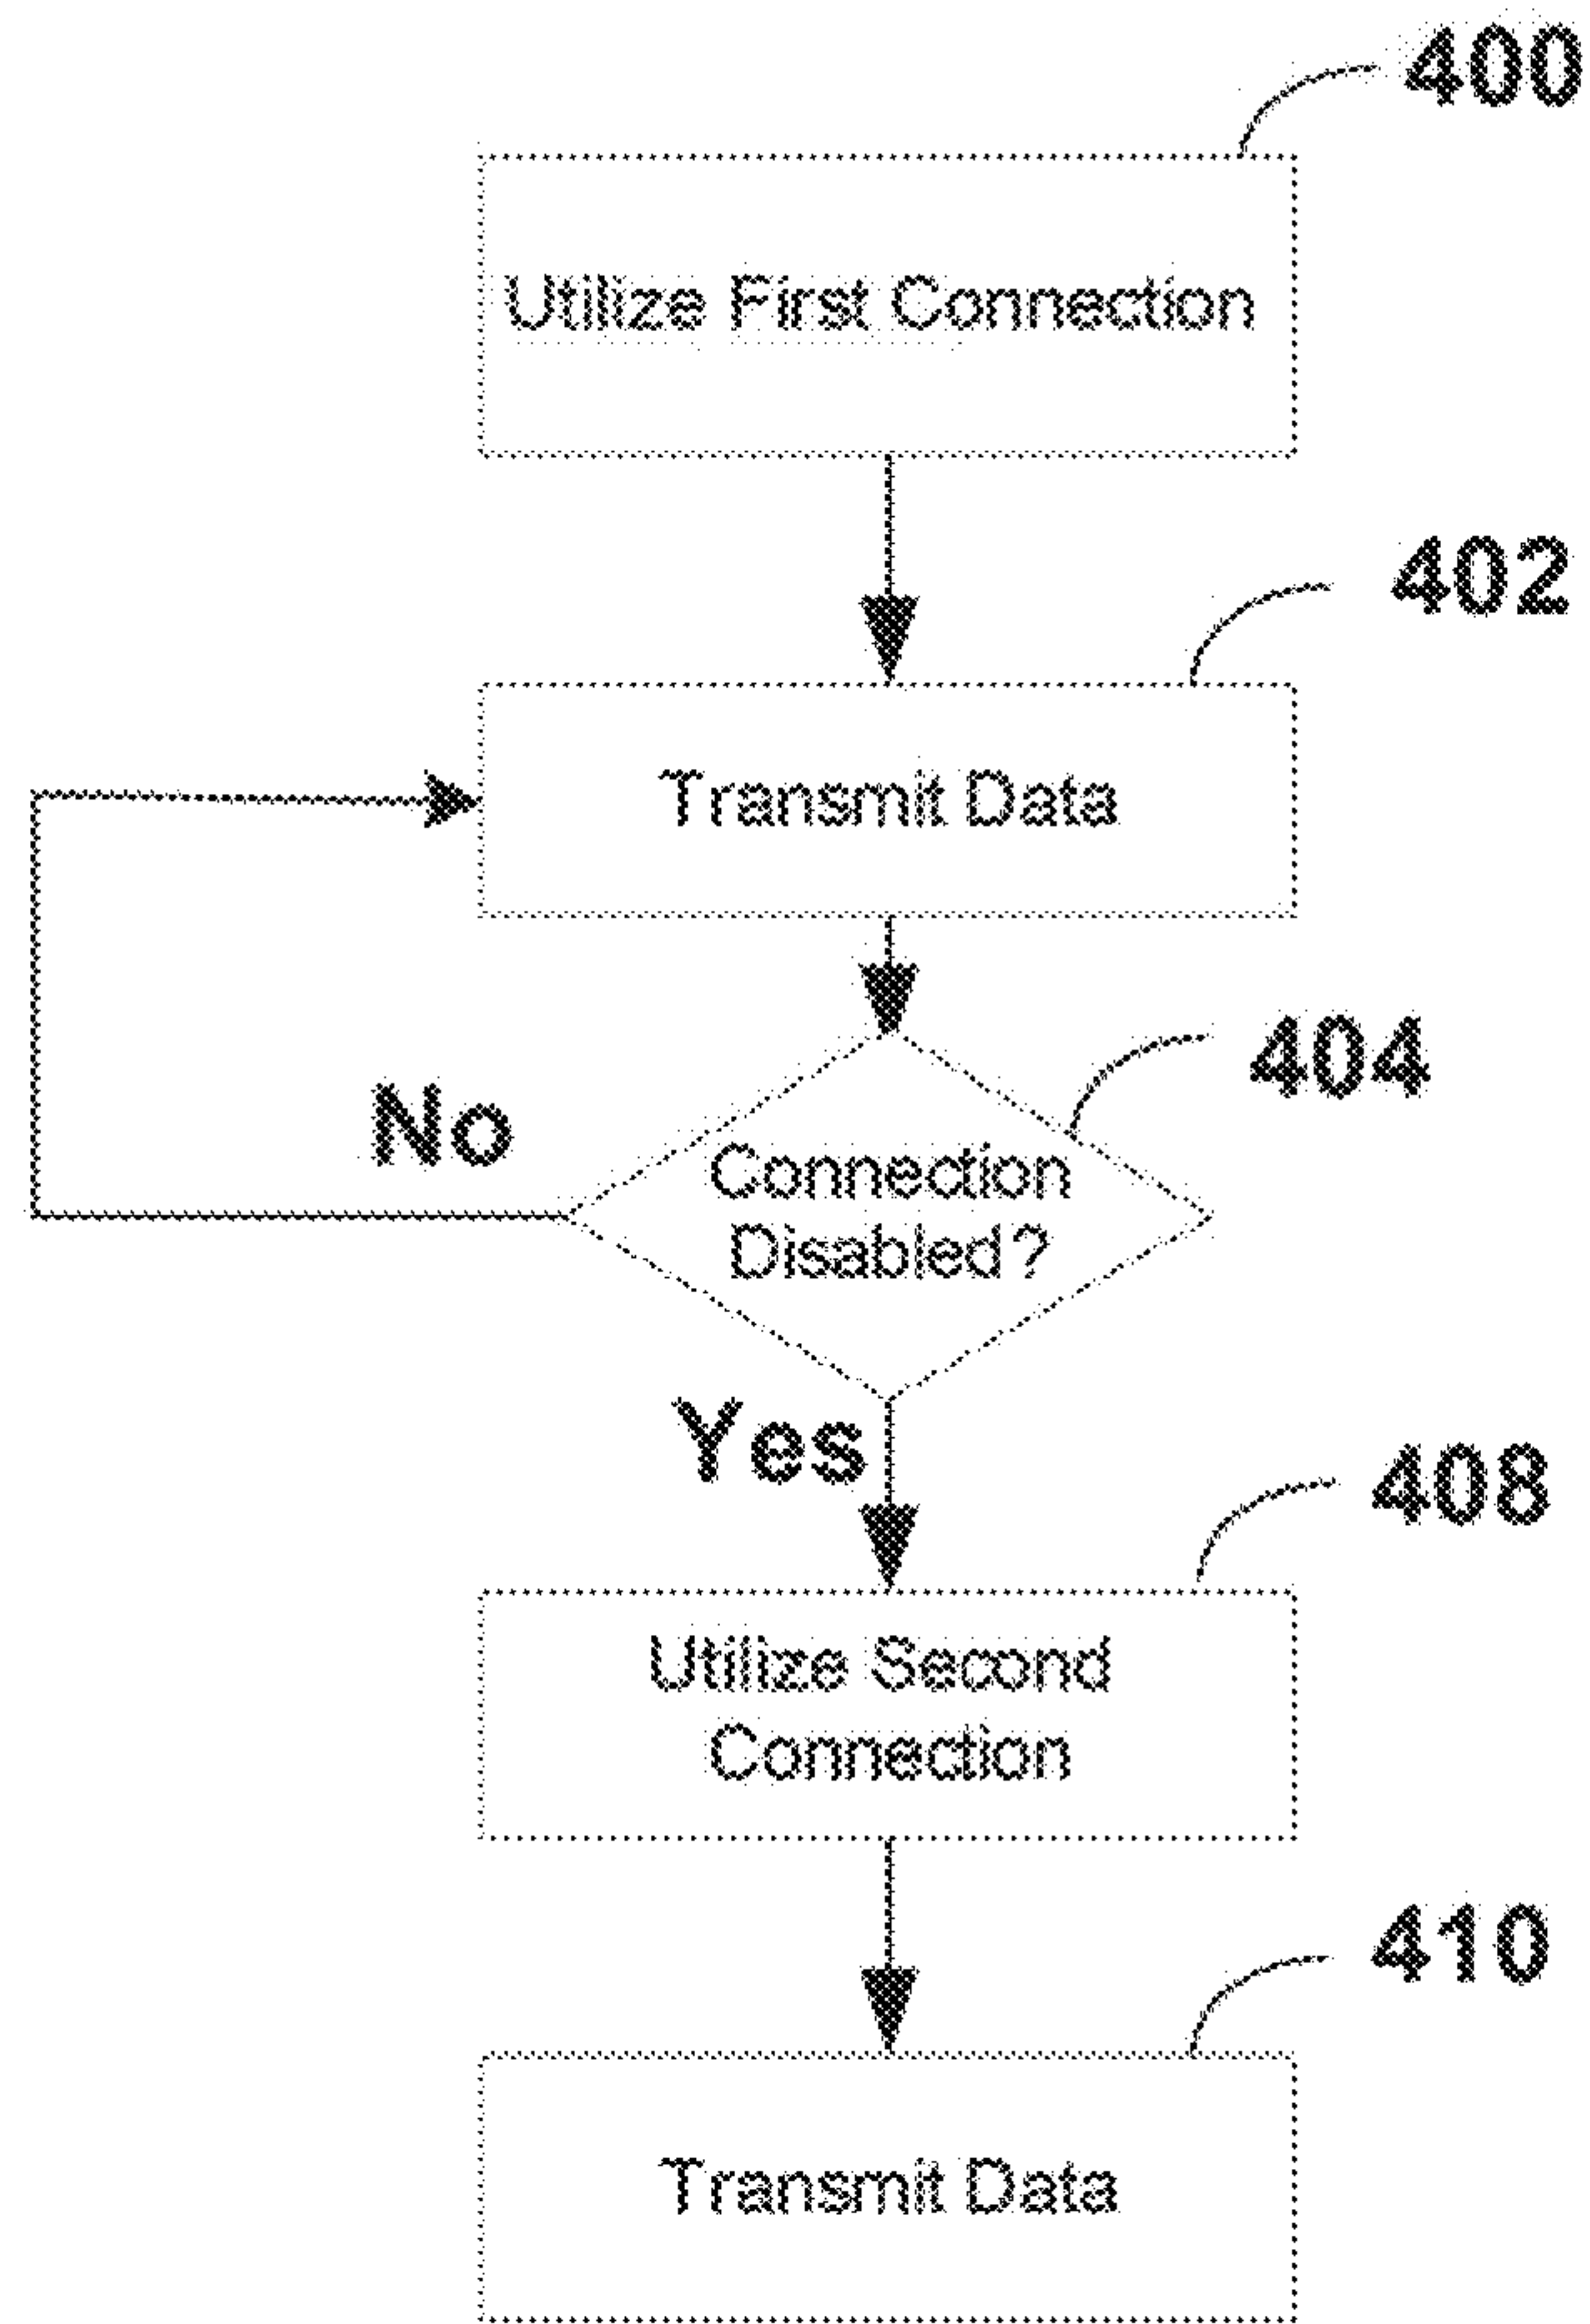 400
Utilize First Connection
402
Transmit Data
404
No
Connection
Disabled?
Yes
408
Utilize Second
Connection
410
Transmit Data